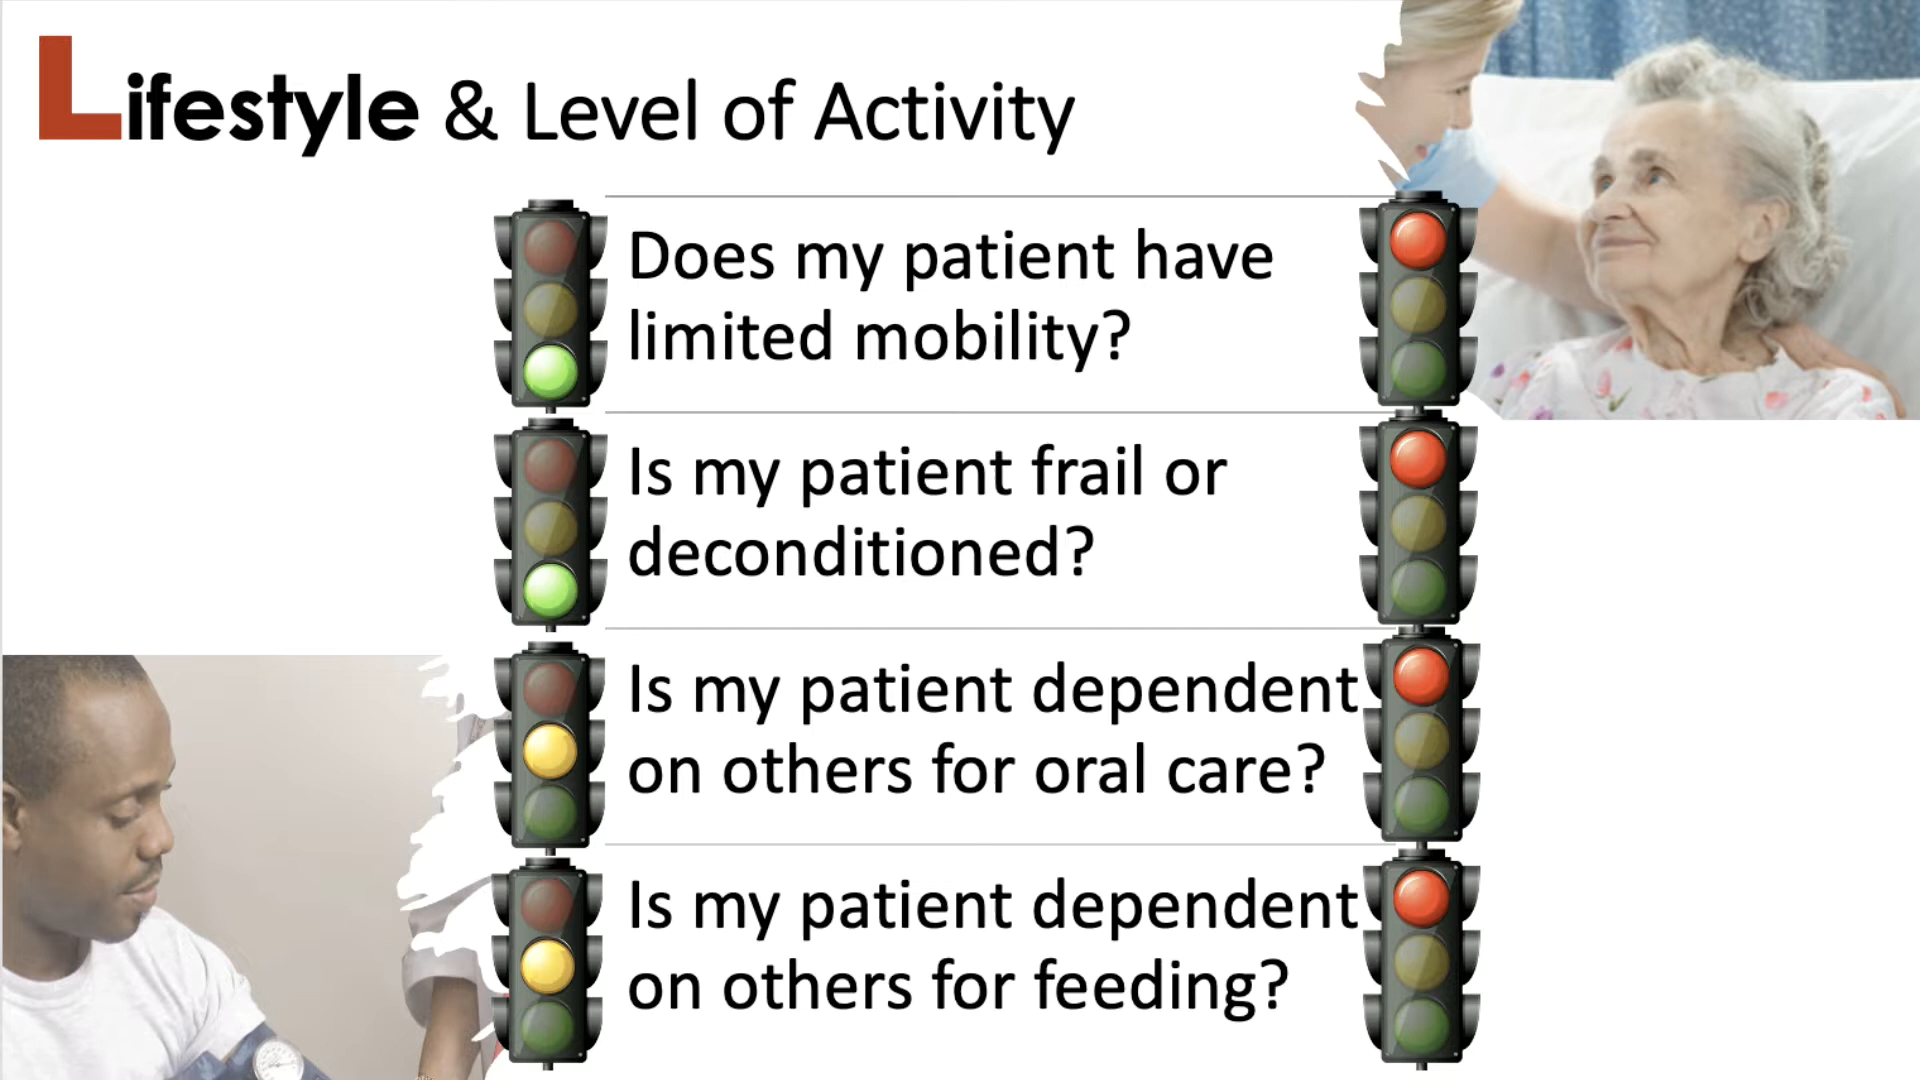 Lifestyle & Level of Activity
Does my patient have
limited mobility?
Is my patient frail or
deconditioned?
Is my patient dependent
on others for oral care?
Is my patient dependent
on others for feeding?